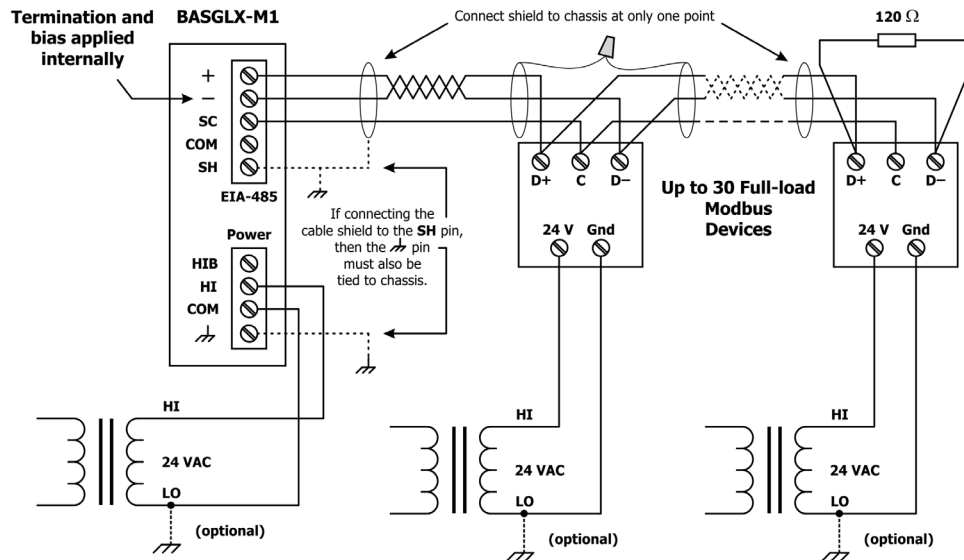 Termination and
bias applied
internally
BASGLX-M1
+
−
SC
COM
SH
EIA-485
Power
HIB
HI
COM
Connect shield to chassis at only one point
If connecting the
cable shield to the SH pin,
then the pin
must also be
tied to chassis.
120 Ω
D+ C D−
24 V Gnd
Up to 30 Full-load
Modbus
Devices
D+ C D−
24 V Gnd
HI
24 VAC
LO
(optional)
HI
24 VAC
LO
(optional)
HI
24 VAC
LO
(optional)